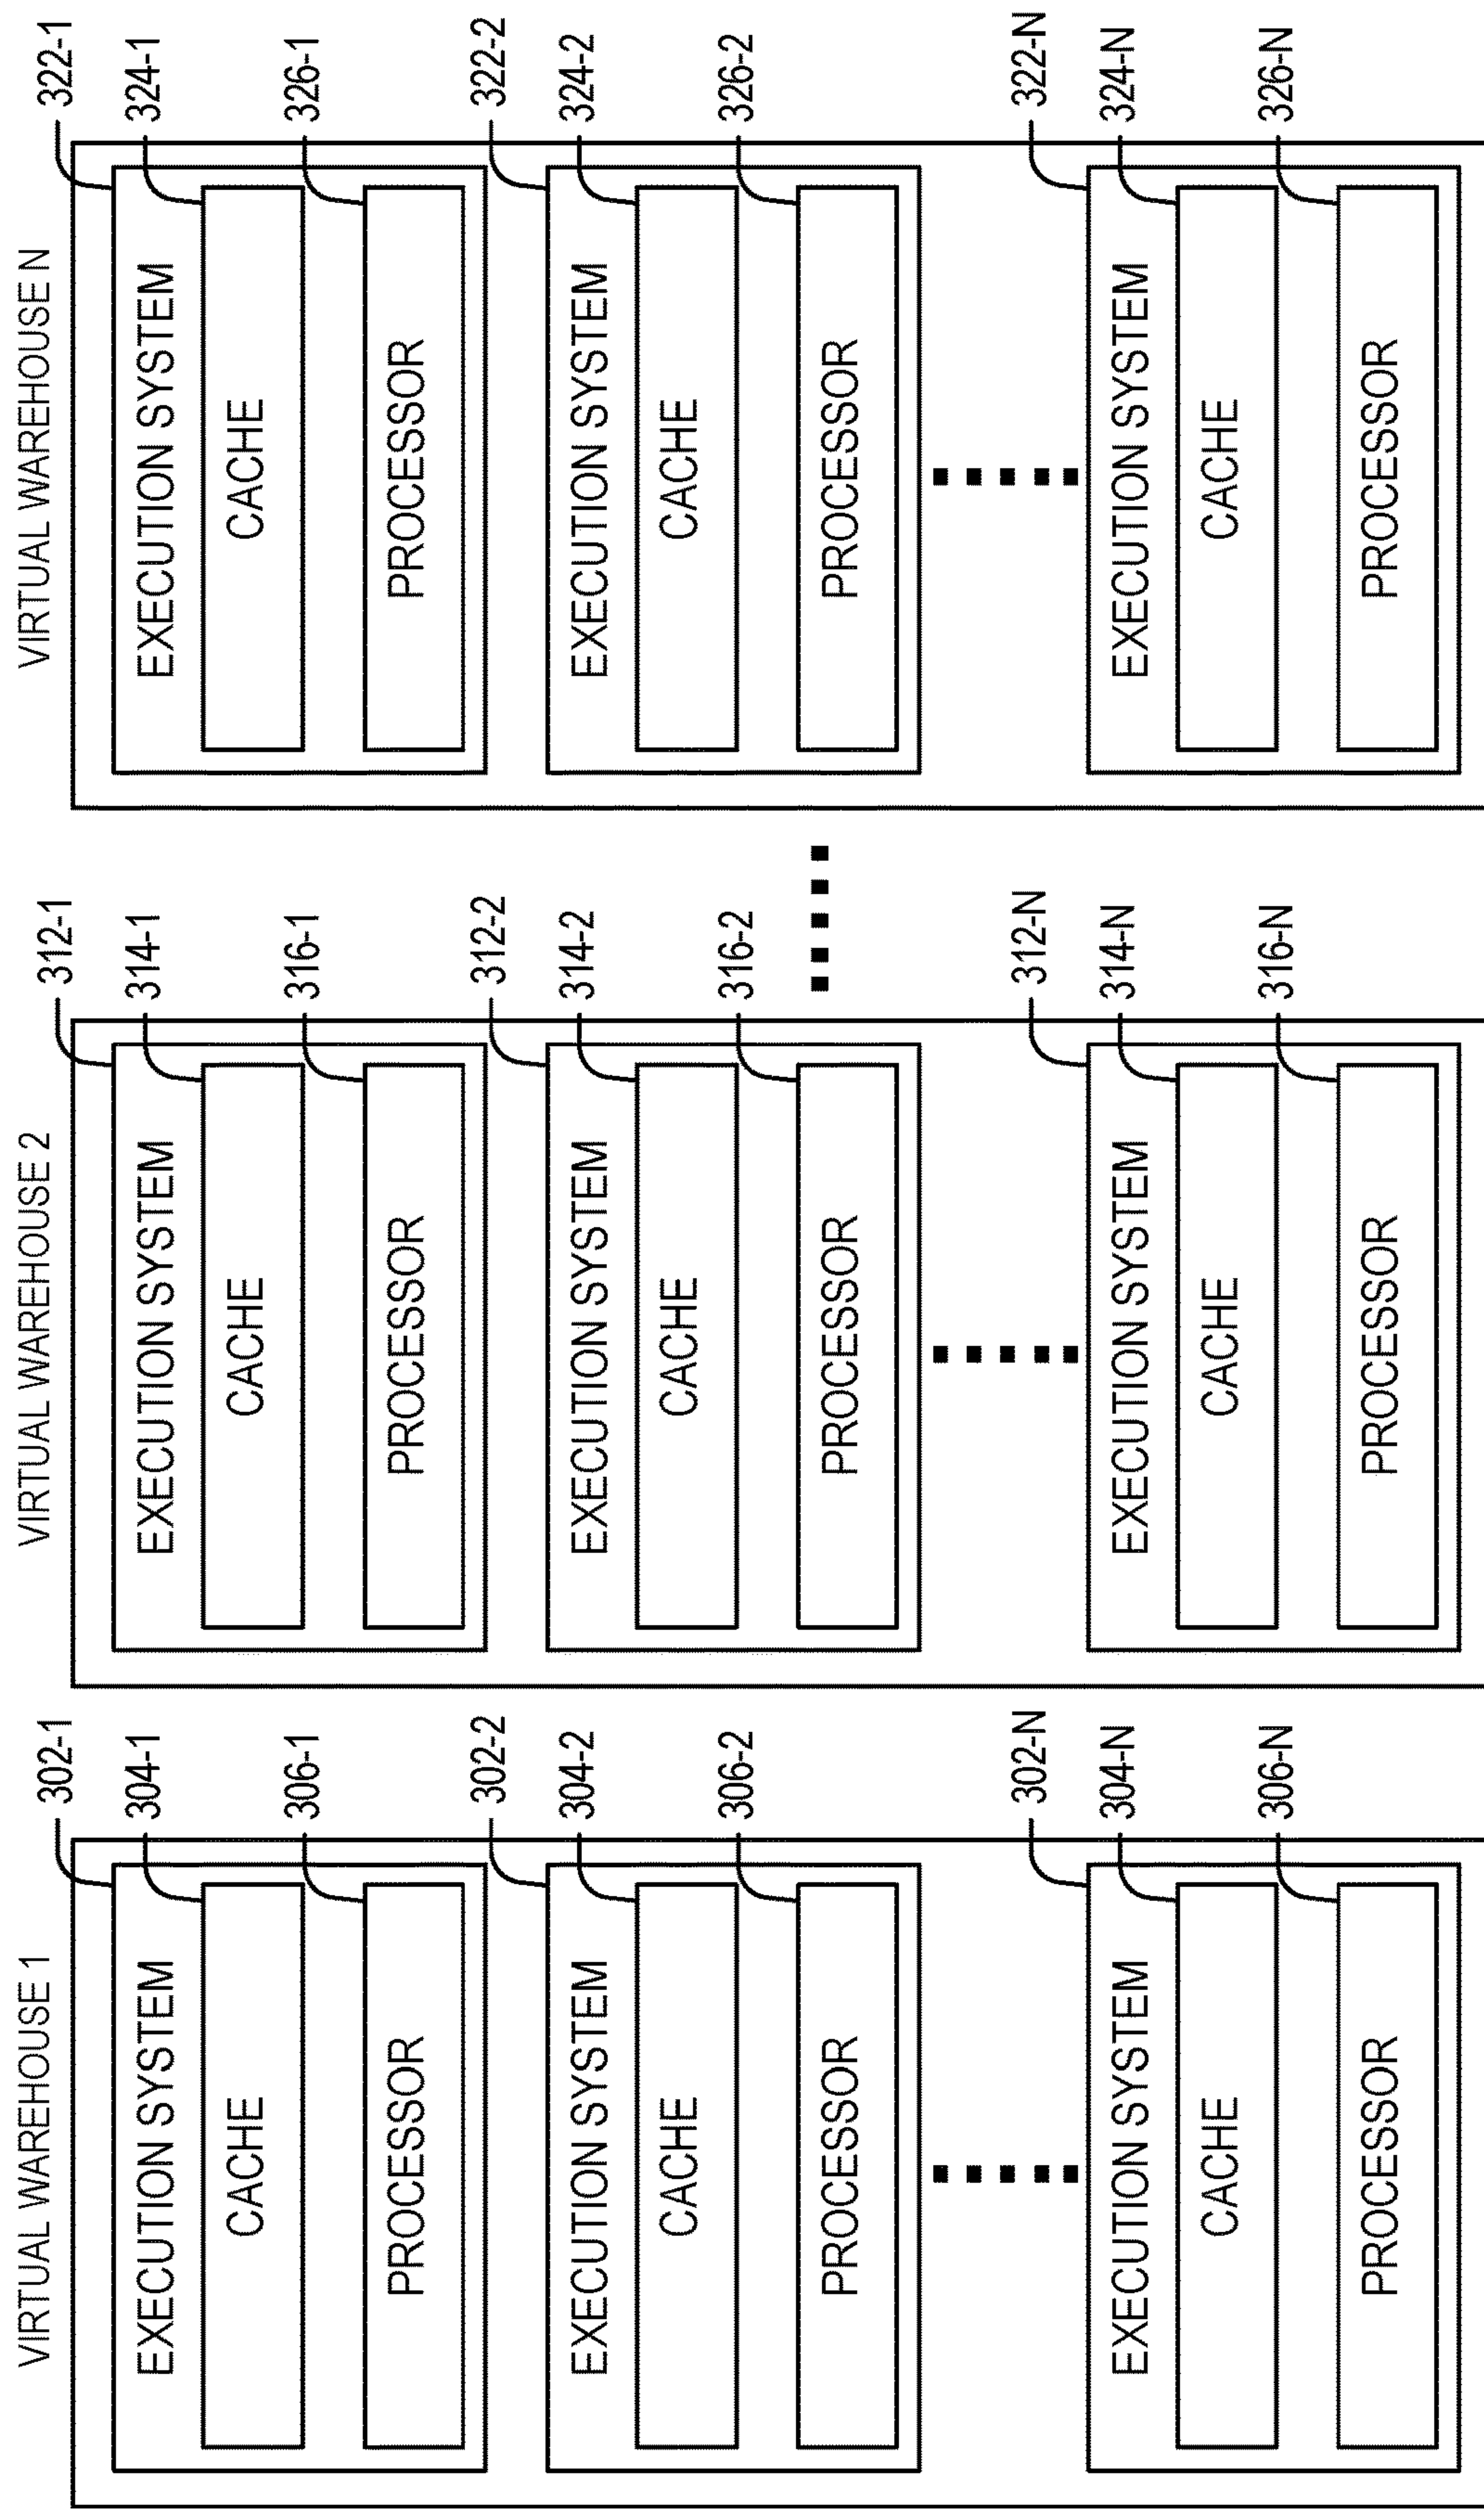 VIRTUAL WAREHOUSE 1
302-1
EXECUTION SYSTEM
304-1
CACHE
306-1
PROCESSOR
302-2
EXECUTION SYSTEM
304-2
CACHE
306-2
PROCESSOR
302-N
EXECUTION SYSTEM
304-N
CACHE
306-N
PROCESSOR
VIRTUAL WAREHOUSE 2
312-1
EXECUTION SYSTEM
314-1
CACHE
316-1
PROCESSOR
312-2
EXECUTION SYSTEM
314-2
CACHE
316-2
PROCESSOR
312-N
EXECUTION SYSTEM
314-N
CACHE
316-N
PROCESSOR
VIRTUAL WAREHOUSE N
322-1
EXECUTION SYSTEM
324-1
CACHE
326-1
PROCESSOR
322-2
EXECUTION SYSTEM
324-2
CACHE
326-2
PROCESSOR
322-N
EXECUTION SYSTEM
324-N
CACHE
326-N
PROCESSOR